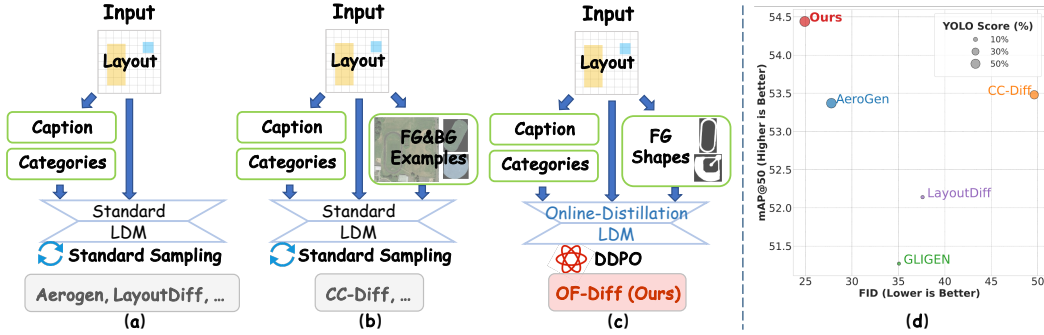 Input
Layout
Caption
Categories
Standard
LDM
Standard Sampling
Aerogen, LayoutDiff, ...
(a)
Input
Layout
Caption
Categories
FG&BG
Examples
Standard
LDM
Standard Sampling
CC-Diff, ...
(b)
Input
Layout
Caption
Categories
FG
Shapes
Online-Distillation
LDM
DDPO
OF-Diff (Ours)
(c)
mAP@50 (Higher is Better)
54.5
54.0
53.5
53.0
52.5
52.0
51.5
Ours
YOLO Score (%)
10%
30%
50%
AeroGen
CC-Diff
LayoutDiff
GLIGEN
25 30 35 40 45 50
FID (Lower is Better)
(d)